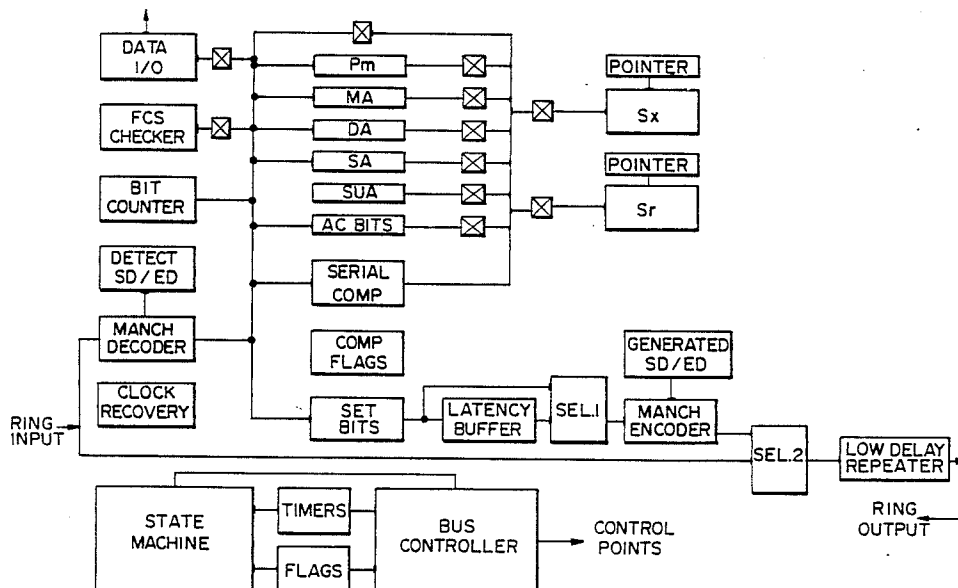 DATA
I/O
FCS
CHECKER
BIT
COUNTER
DETECT
SD/ED
MANCH
DECODER
CLOCK
RECOVERY
RING
INPUT
Pm
MA
DA
SA
SUA
AC BITS
SERIAL
COMP
COMP
FLAGS
SET
BITS
LATENCY
BUFFER
SEL.1
GENERATED
SD/ED
MANCH
ENCODER
POINTER
Sx
POINTER
Sr
SEL.2
LOW DELAY
REPEATER
RING
OUTPUT
STATE
MACHINE
TIMERS
FLAGS
BUS
CONTROLLER
CONTROL
POINTS